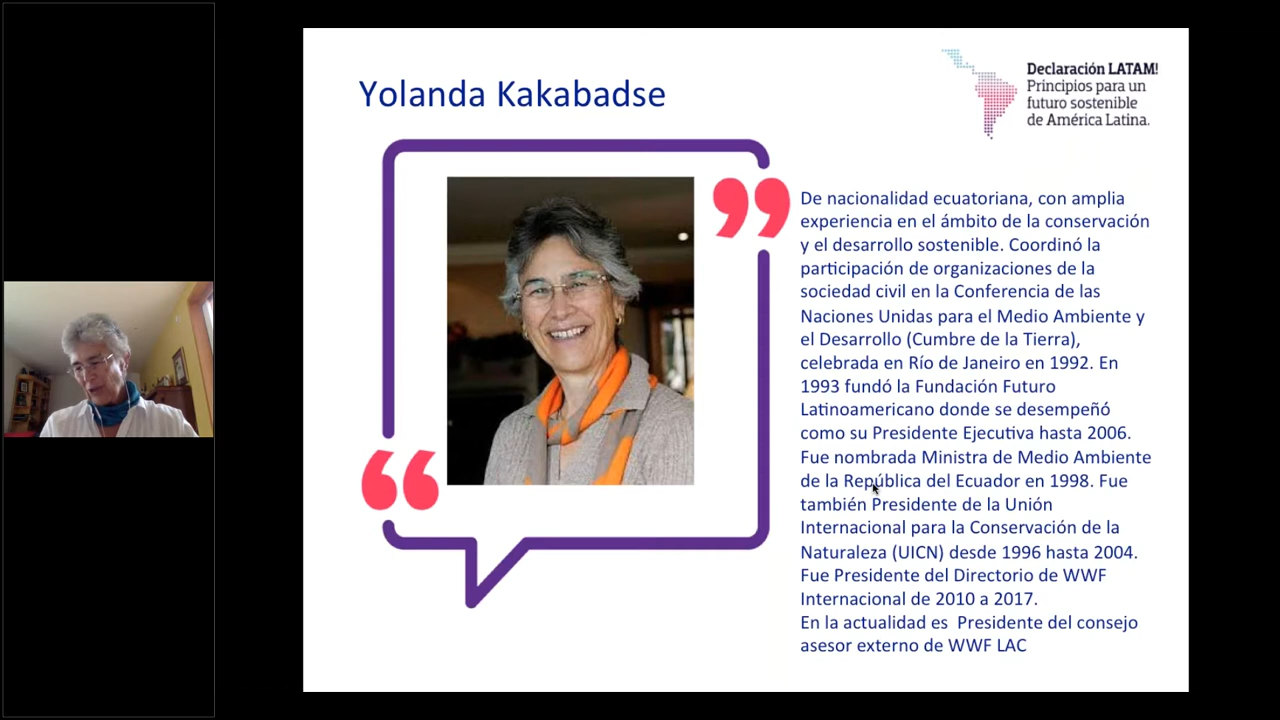 Yolanda Kakabadse
Declaración LATAM!
Principios para un
futuro sostenible
de América Latina.
De nacionalidad ecuatoriana, con amplia
experiencia en el ámbito de la conservación
y el desarrollo sostenible. Coordinó la
participación de organizaciones de la
sociedad civil en la Conferencia de las
Naciones Unidas para el Medio Ambiente y
el Desarrollo (Cumbre de la Tierra),
celebrada en Río de Janeiro en 1992. En
1993 fundó la Fundación Futuro
Latinoamericano donde se desempeñó
como su Presidente Ejecutiva hasta 2006.
Fue nombrada Ministra de Medio Ambiente
de la República del Ecuador en 1998. Fue
también Presidente de la Unión
Internacional para la Conservación de la
Naturaleza (UICN) desde 1996 hasta 2004.
Fue Presidente del Directorio de WWF
Internacional de 2010 a 2017.
En la actualidad es  Presidente del consejo
asesor externo de WWF LAC